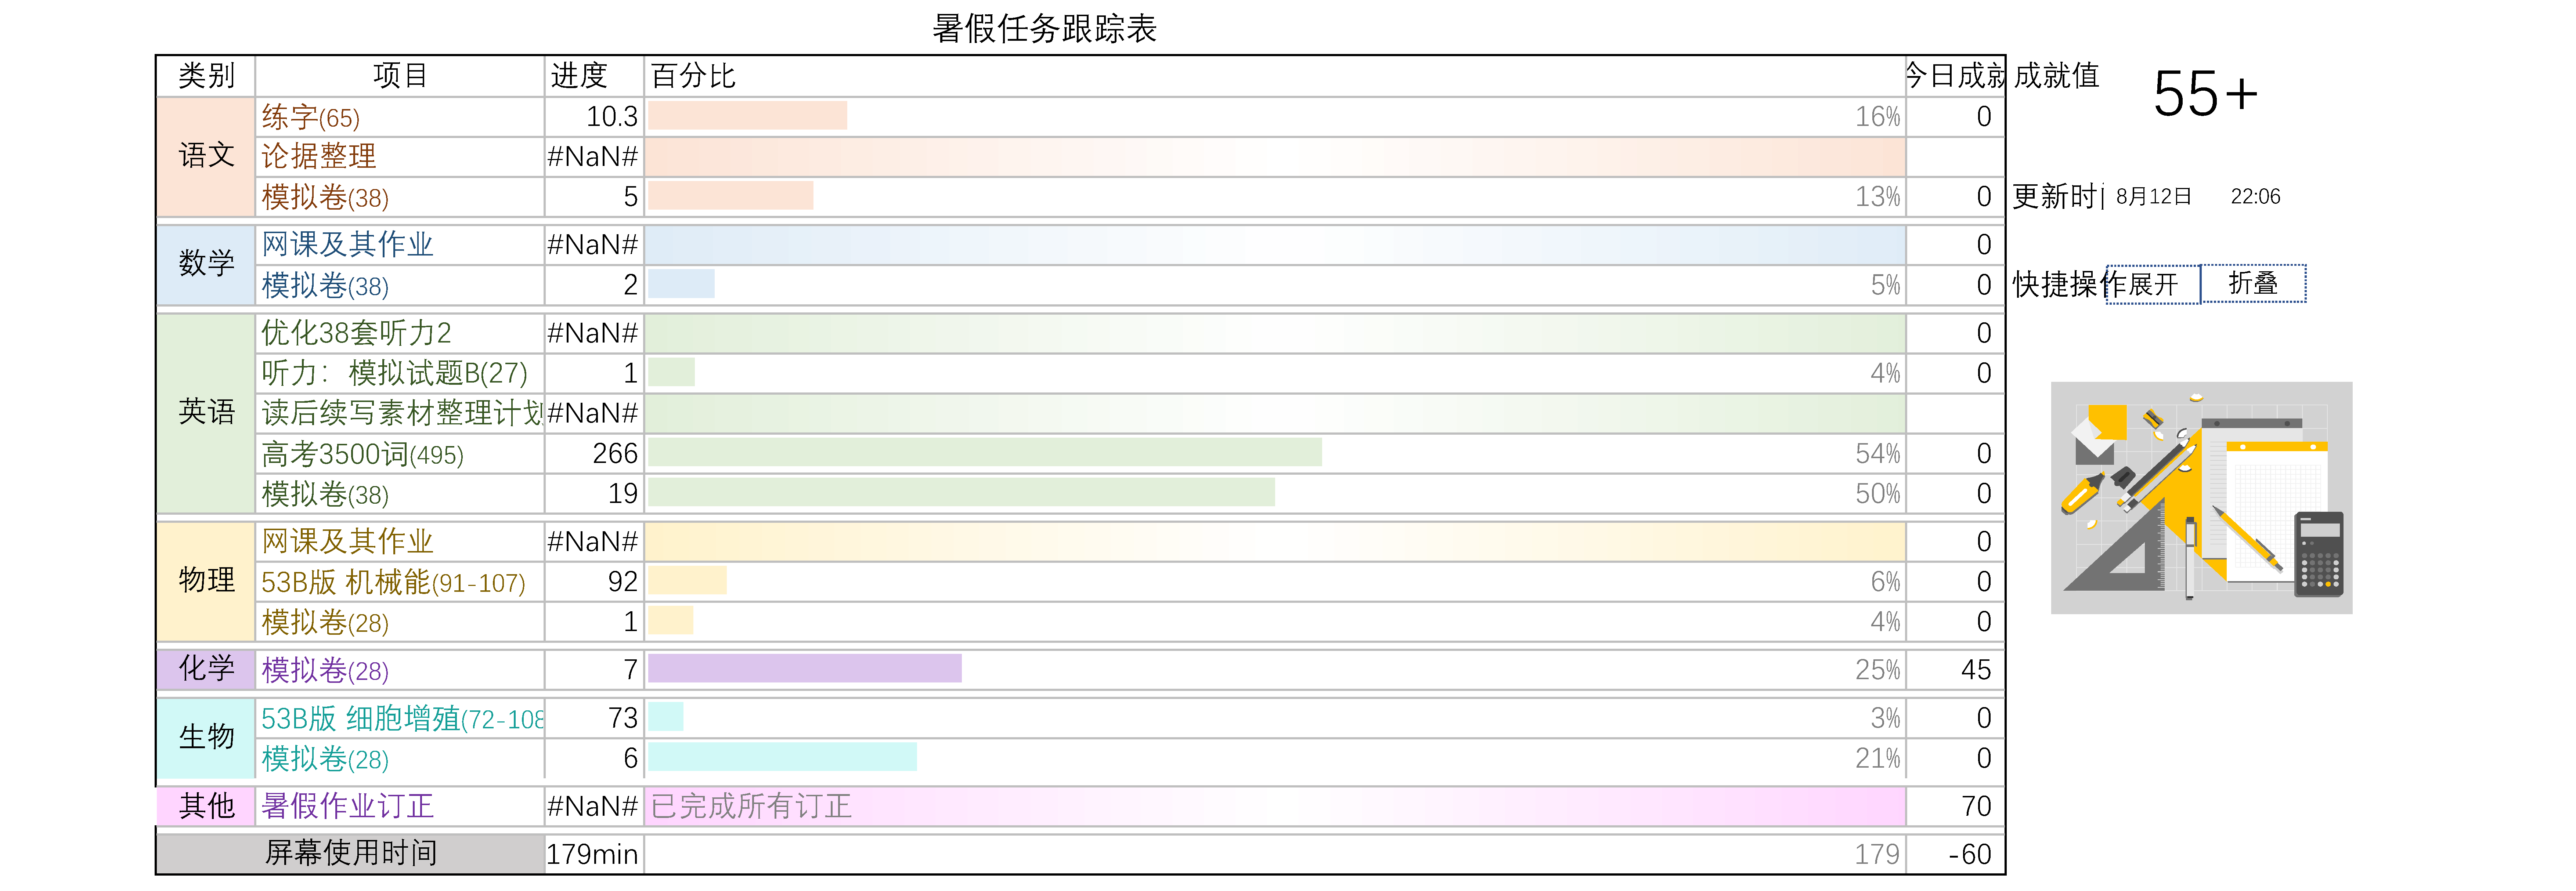 暑假任务跟踪表
类别 项目 进度 百分比 今日成就 成就值 55+
语文 练字(65) 10.3 16% 0
论据整理 #NaN#
模拟卷(38) 5 13% 0 更新时间 8月12日 22:06
数学 网课及其作业 #NaN# 0
模拟卷(38) 2 5% 0 快捷操作 展开 折叠
英语 优化38套听力2 #NaN# 0
听力：模拟试题B(27) 1 4% 0
读后续写素材整理计划 #NaN#
高考3500词(495) 266 54% 0
模拟卷(38) 19 50% 0
物理 网课及其作业 #NaN# 0
53B版 机械能(91-107) 92 6% 0
模拟卷(28) 1 4% 0
化学 模拟卷(28) 7 25% 45
生物 53B版 细胞增殖(72-108 73 3% 0
模拟卷(28) 6 21% 0
其他 暑假作业订正 #NaN# 已完成所有订正 70
屏幕使用时间 179min 179 -60